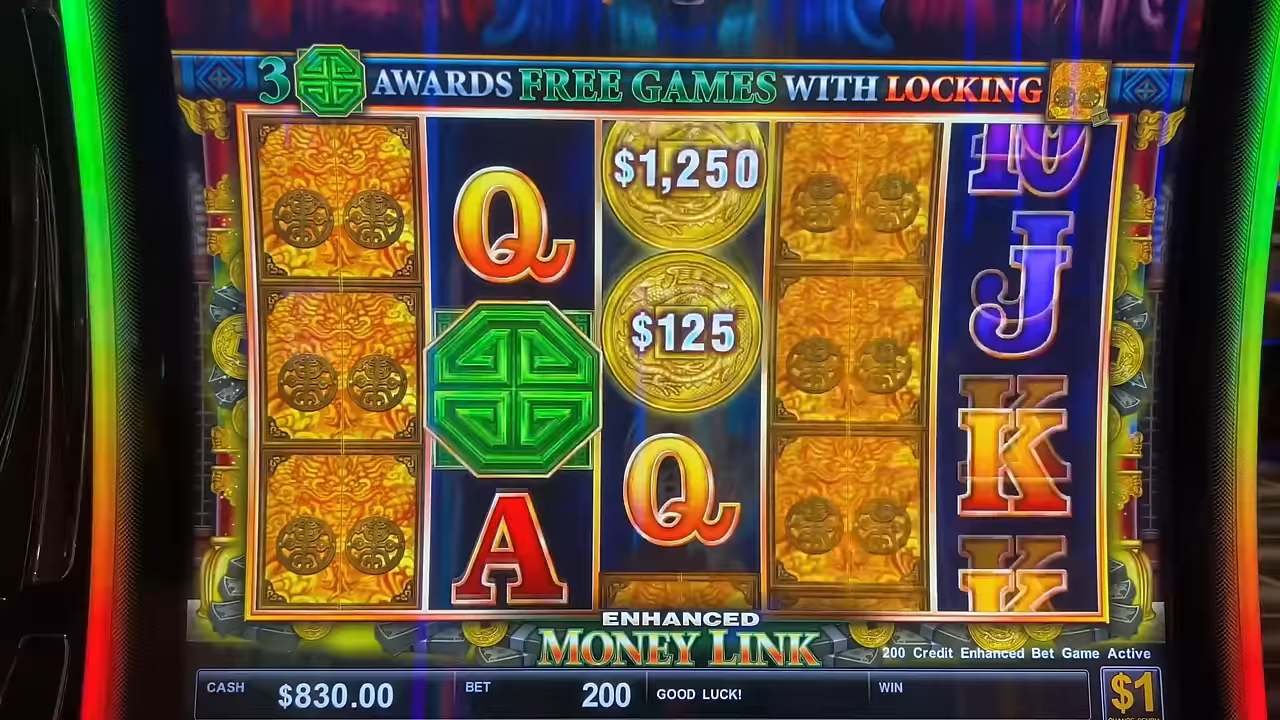 3 AWARDS FREE GAMES WITH LOCKING
$1,250
10
Q
J
$125
K
Q
A
K
ENHANCED
MONEY LINK
200 Credit Enhanced Bet Game Active
CASH $830.00 BET 200 GOOD LUCK! WIN $1